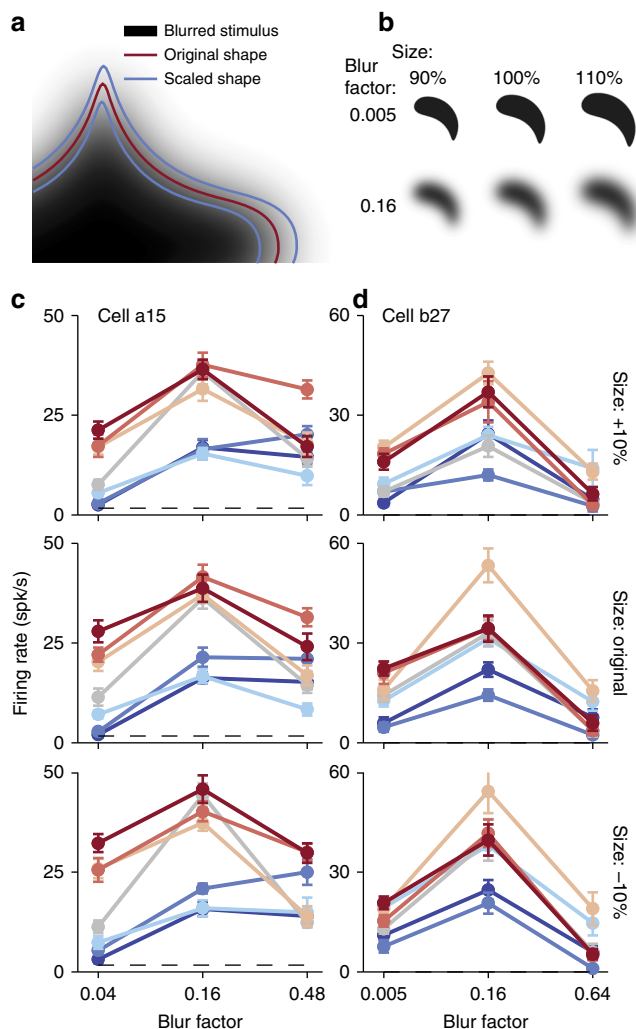 a
Blurred stimulus
Original shape
Scaled shape
b
Size:
Blur factor:
90% 100% 110%
0.005
0.16
c
Cell a15
d
Cell b27
50
25
0
60
30
0
Size: +10%
50
25
0
60
30
0
Size: original
50
25
0
60
30
0
Size: −10%
Firing rate (spk/s)
0.04 0.16 0.48
Blur factor
0.005 0.16 0.64
Blur factor